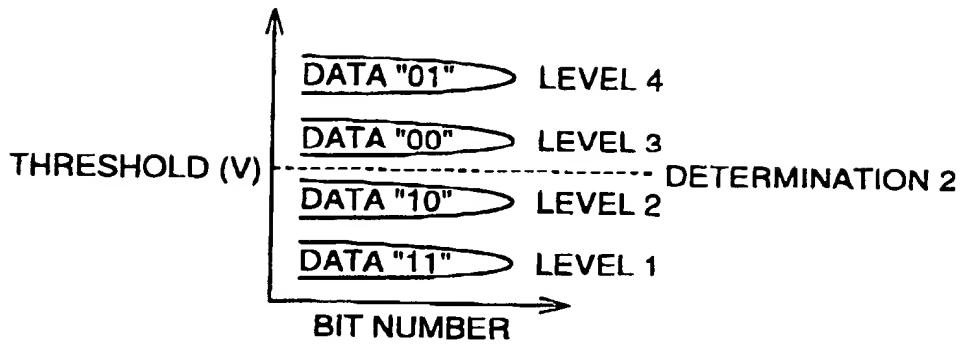 DATA "01" LEVEL 4
DATA "00" LEVEL 3
THRESHOLD (V) DETERMINATION 2
DATA "10" LEVEL 2
DATA "11" LEVEL 1
BIT NUMBER